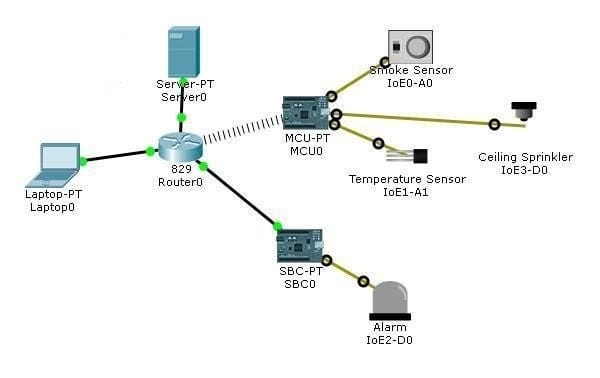 Server-PT
Server0
Smoke Sensor
IoE0-A0
MCU-PT
MCU0
Ceiling Sprinkler
IoE3-D0
829
Router0
Temperature Sensor
IoE1-A1
Laptop-PT
Laptop0
SBC-PT
SBC0
Alarm
IoE2-D0